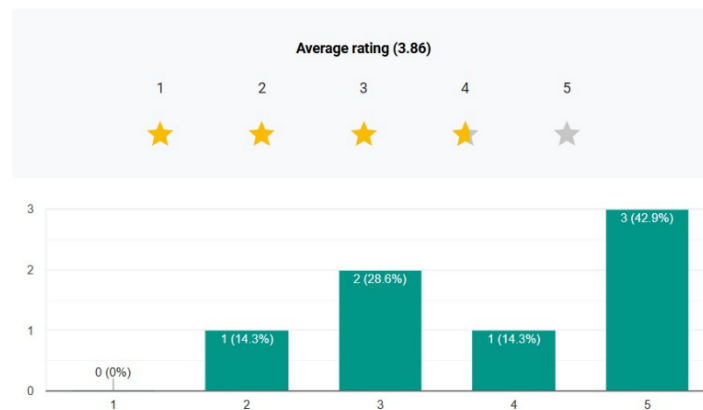 Average rating (3.86)
1 2 3 4 5
3
3 (42.9%)
2
2 (28.6%)
1
1 (14.3%) 1 (14.3%)
0 (0%)
0
1 2 3 4 5